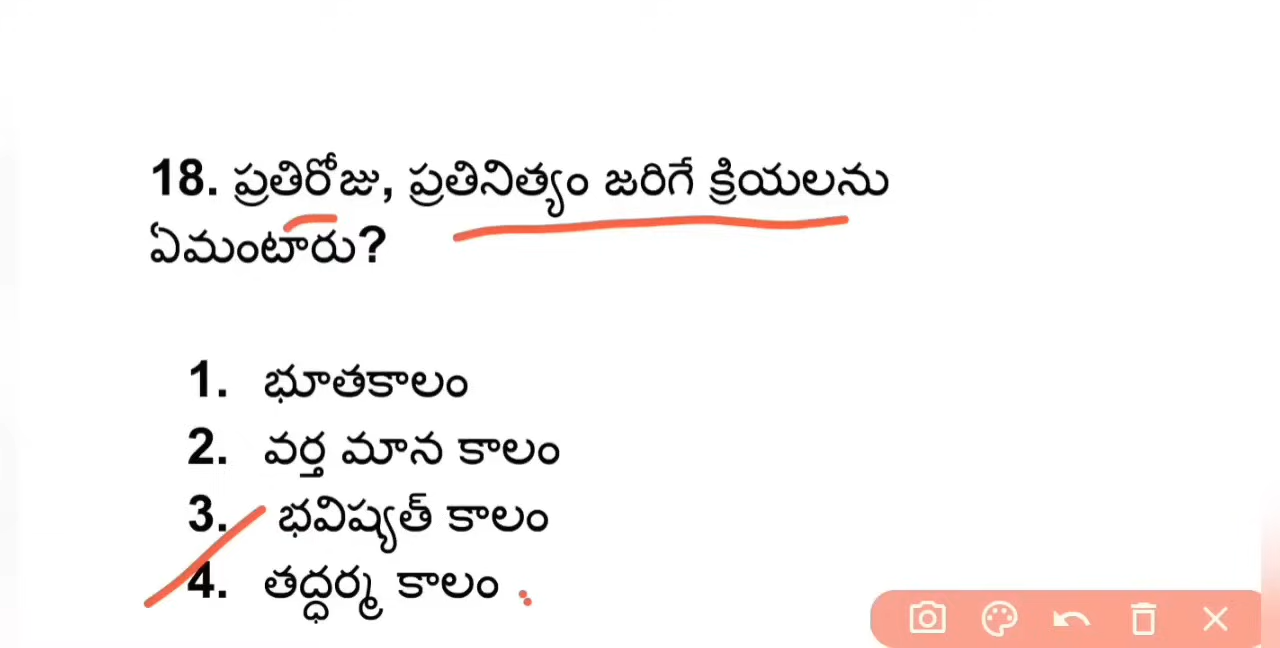 18. ప్రతిరోజు, ప్రతినిత్యం జరిగే క్రియలను
ఏమంటారు?
1. భూతకాలం
2. వర్త మాన కాలం
3. భవిష్యత్ కాలం
4. తద్ధర్మ కాలం